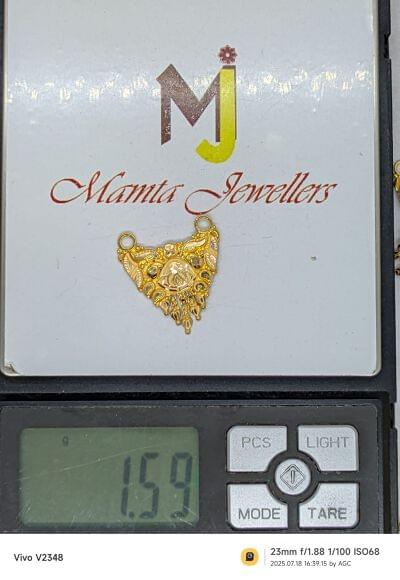 MJ
Mamta Jewellers
g
1.59
PCS LIGHT
MODE TARE
Vivo V2348
23mm f/1.88 1/100 ISO68
2025.07.18 16:39:15 by AGC